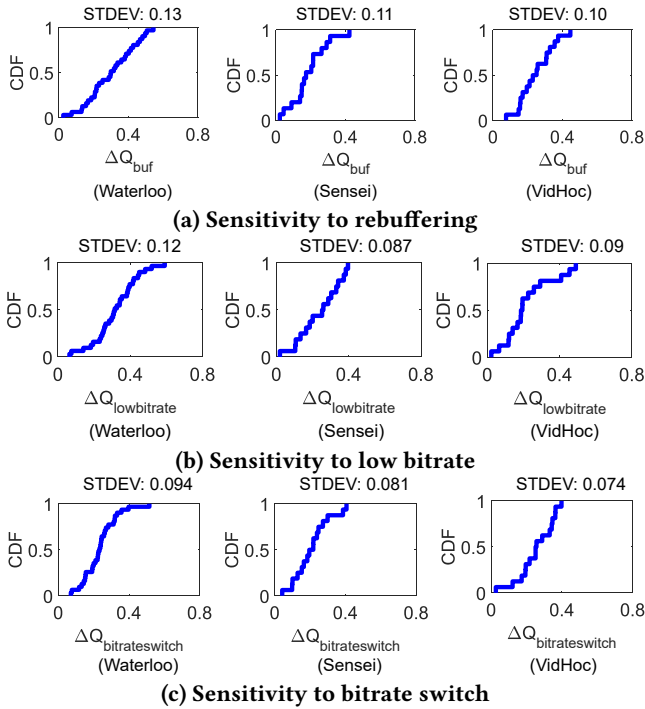 STDEV: 0.13 STDEV: 0.11 STDEV: 0.10
1 1 1
CDF 0.5 CDF 0.5 CDF 0.5
0 0 0
0 0.4 0.8 0 0.4 0.8 0 0.4 0.8
ΔQbuf ΔQbuf ΔQbuf
(Waterloo) (Sensei) (VidHoc)
(a) Sensitivity to rebuffering
STDEV: 0.12 STDEV: 0.087 STDEV: 0.09
1 1 1
CDF 0.5 CDF 0.5 CDF 0.5
0 0 0
0 0.4 0.8 0 0.4 0.8 0 0.4 0.8
ΔQlowbitrate ΔQlowbitrate ΔQlowbitrate
(Waterloo) (Sensei) (VidHoc)
(b) Sensitivity to low bitrate
STDEV: 0.094 STDEV: 0.081 STDEV: 0.074
1 1 1
CDF 0.5 CDF 0.5 CDF 0.5
0 0 0
0 0.4 0.8 0 0.4 0.8 0 0.4 0.8
ΔQbitrateswitch ΔQbitrateswitch ΔQbitrateswitch
(Waterloo) (Sensei) (VidHoc)
(c) Sensitivity to bitrate switch